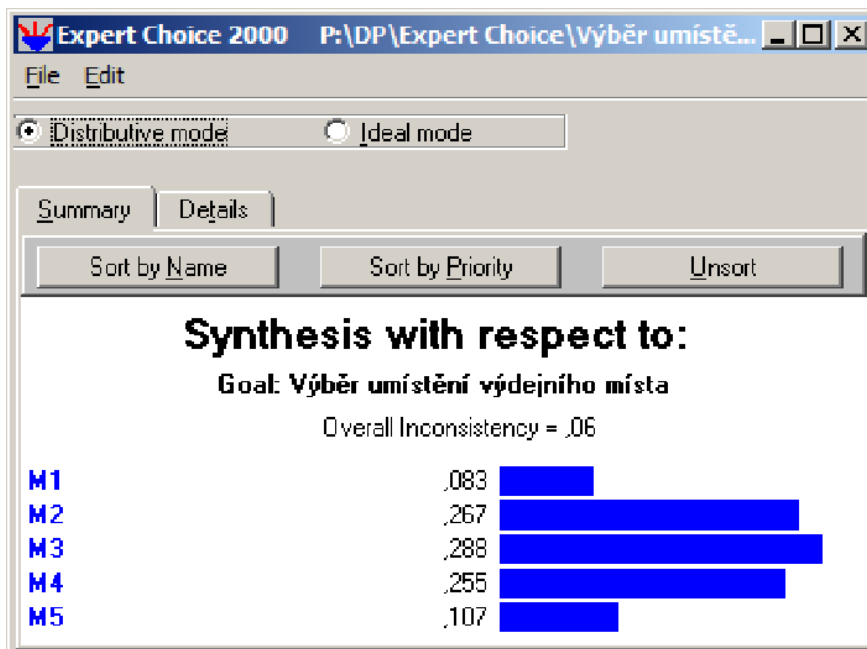 Expert Choice 2000 P:\DP\Expert Choice\Výběr umístě...
File Edit
Distributive mode Ideal mode
Summary Details
Sort by Name Sort by Priority Unsort
Synthesis with respect to:
Goal: Výběr umístění výdejního místa
Overall Inconsistency = ,06
M1 ,083
M2 ,267
M3 ,288
M4 ,255
M5 ,107